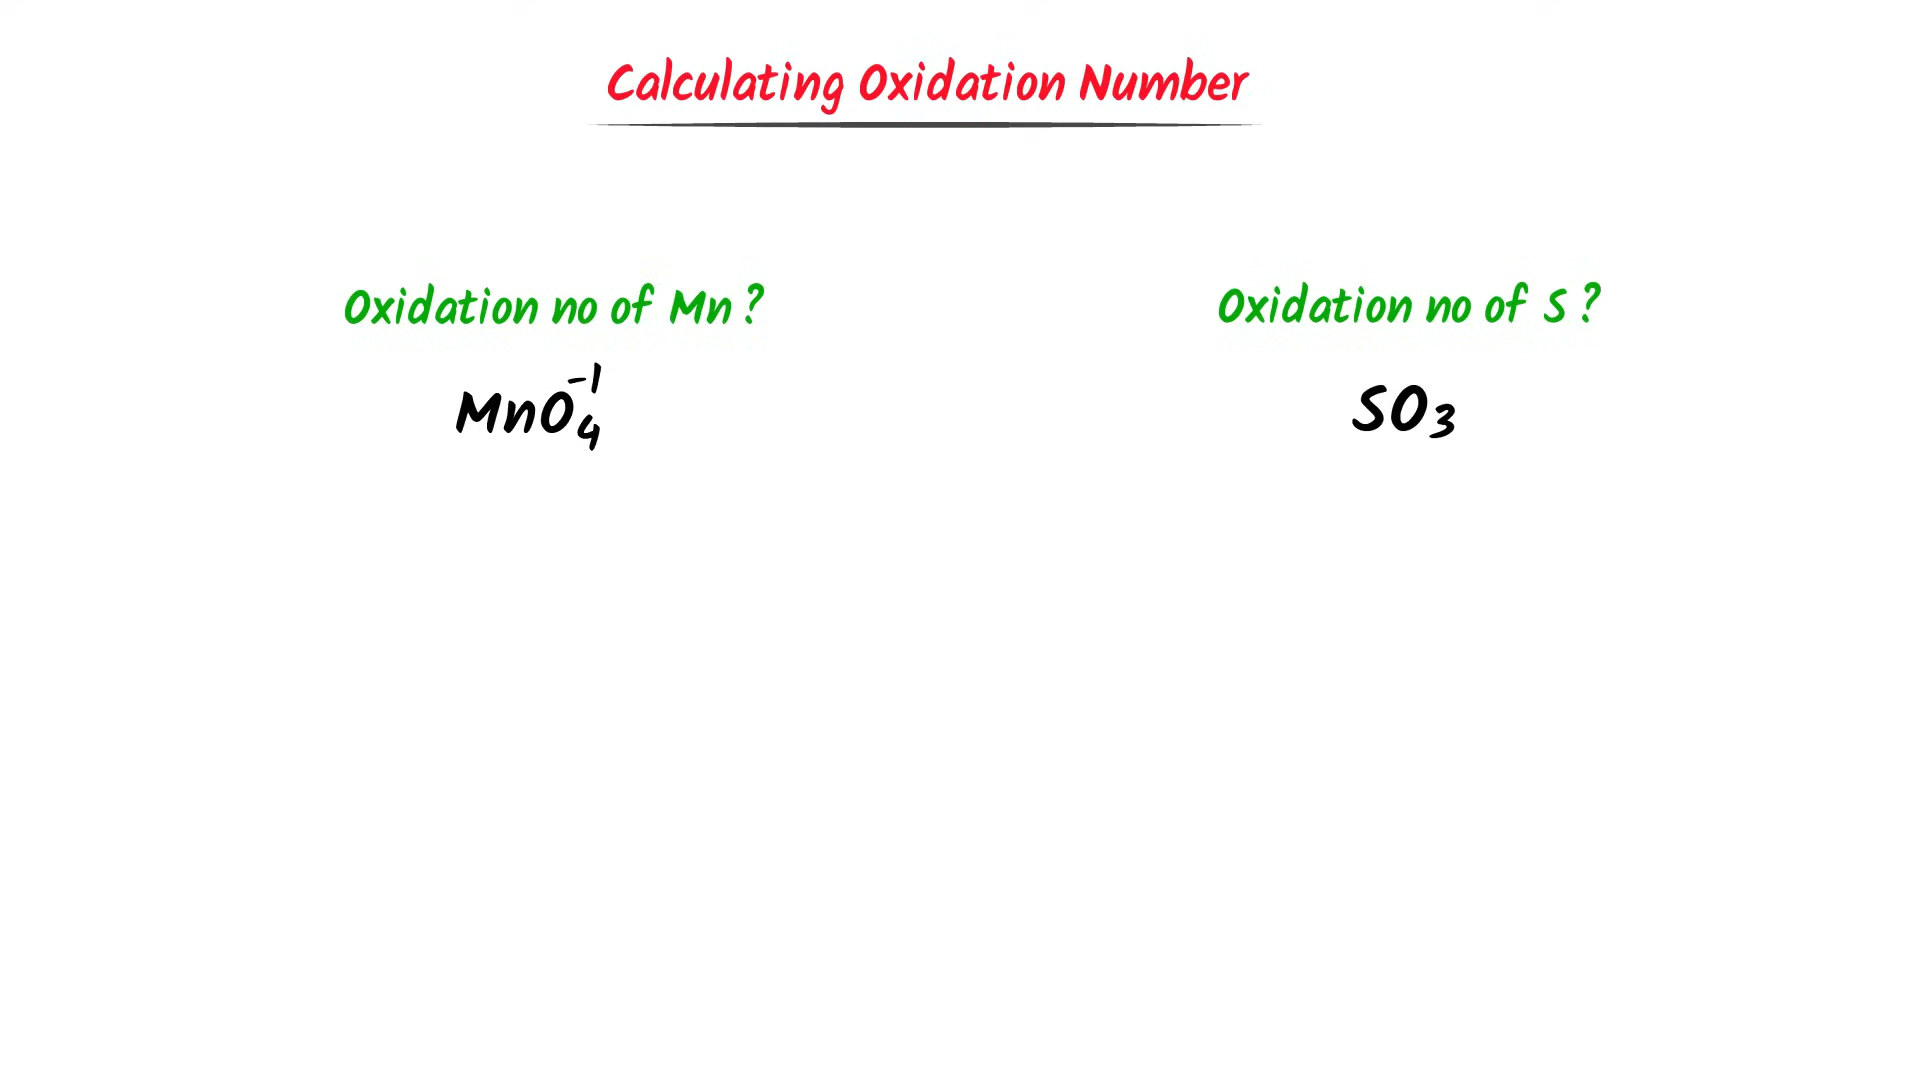 Calculating Oxidation Number
Oxidation no of Mn ?
MnO₄⁻¹
Oxidation no of S ?
SO₃